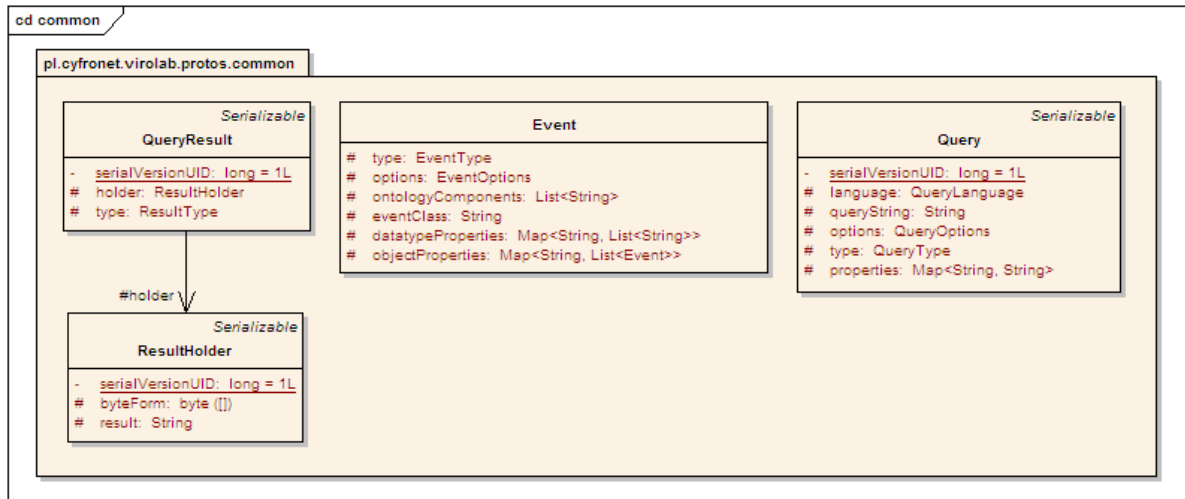 cd common
pl.cyfronet.virolab.protos.common
Serializable
QueryResult
- serialVersionUID: long = 1L
# holder: ResultHolder
# type: ResultType
Event
# type: EventType
# options: EventOptions
# ontologyComponents: List<String>
# eventClass: String
# datatypeProperties: Map<String, List<String>>
# objectProperties: Map<String, List<Event>>
Serializable
Query
- serialVersionUID: long = 1L
# language: QueryLanguage
# queryString: String
# options: QueryOptions
# type: QueryType
# properties: Map<String, String>
#holder
Serializable
ResultHolder
- serialVersionUID: long = 1L
# byteForm: byte ([])
# result: String